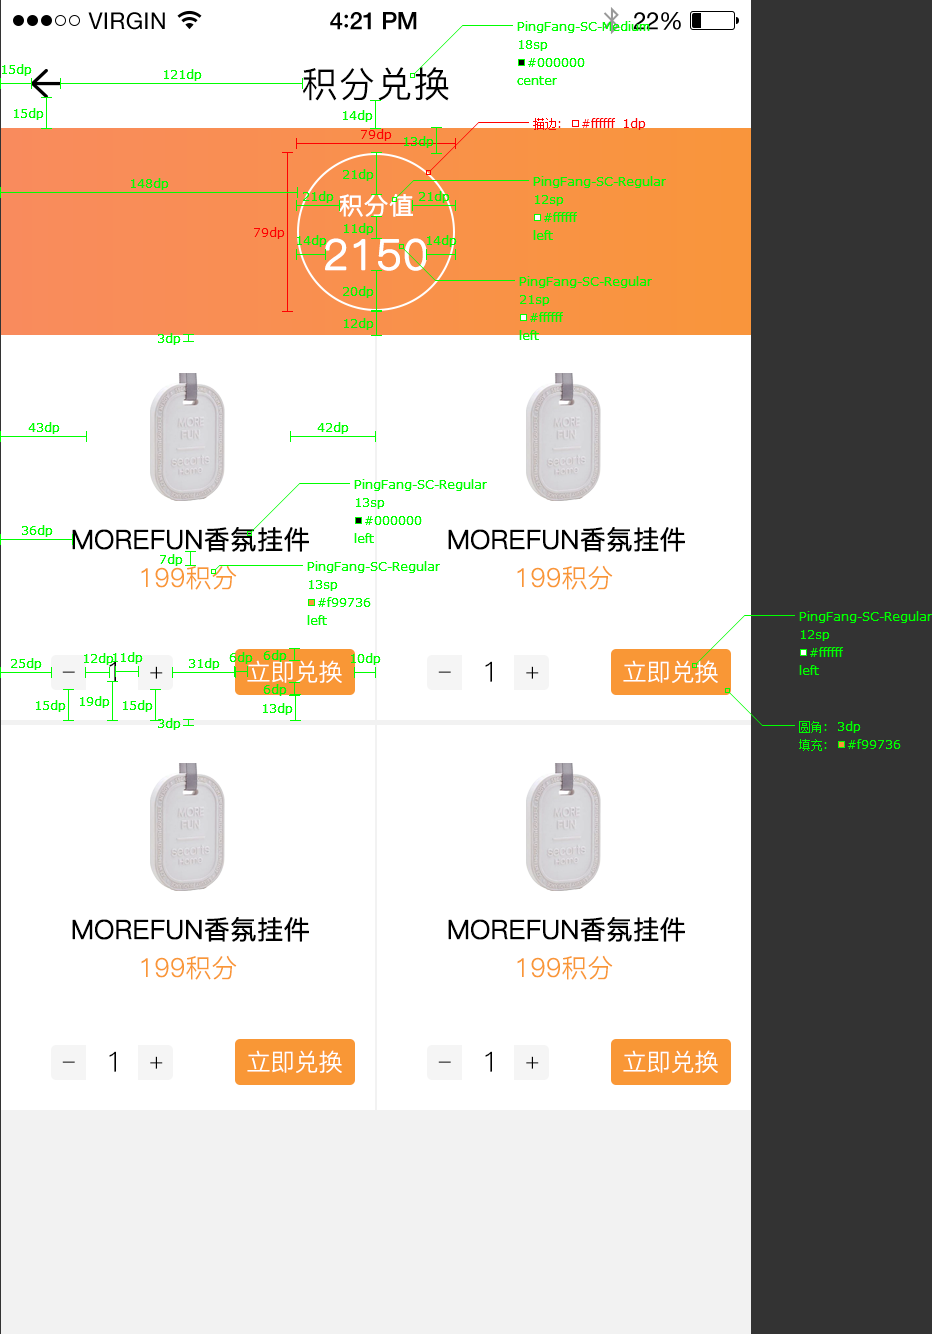 VIRGIN 4:21 PM 22%
PingFang-SC-Medium
18sp
#000000
center
15dp
121dp
积分兑换
15dp
14dp
描边： #ffffff 1dp
79dp
13dp
148dp
21dp
PingFang-SC-Regular
12sp
#ffffff
left
21dp
积分值
21dp
79dp
11dp
14dp
2150
14dp
20dp
PingFang-SC-Regular
21sp
#ffffff
left
12dp
3dp
MORE
FUN
MORE
FUN
43dp
42dp
PingFang-SC-Regular
13sp
#000000
left
36dp
MOREFUN香氛挂件
MOREFUN香氛挂件
7dp
199积分
199积分
PingFang-SC-Regular
13sp
#f99736
left
PingFang-SC-Regular
12sp
#ffffff
left
25dp
12dp
11dp
31dp
6dp
6dp
10dp
− 1 + 立即兑换
− 1 + 立即兑换
6dp
15dp
19dp
15dp
13dp
3dp
圆角： 3dp
填充： #f99736
MORE
FUN
MORE
FUN
MOREFUN香氛挂件
MOREFUN香氛挂件
199积分
199积分
− 1 + 立即兑换
− 1 + 立即兑换